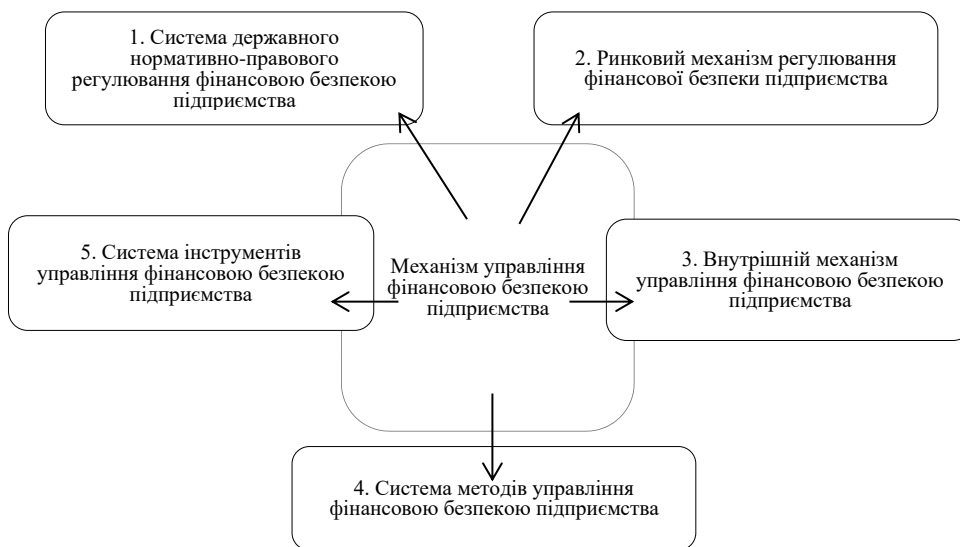 1. Система державного
нормативно-правового
регулювання фінансовою безпекою
підприємства
2. Ринковий механізм регулювання
фінансової безпеки підприємства
5. Система інструментів
управління фінансовою безпекою
підприємства
Механізм управління
фінансовою безпекою
підприємства
3. Внутрішній механізм
управління фінансовою безпекою
підприємства
4. Система методів управління
фінансовою безпекою підприємства